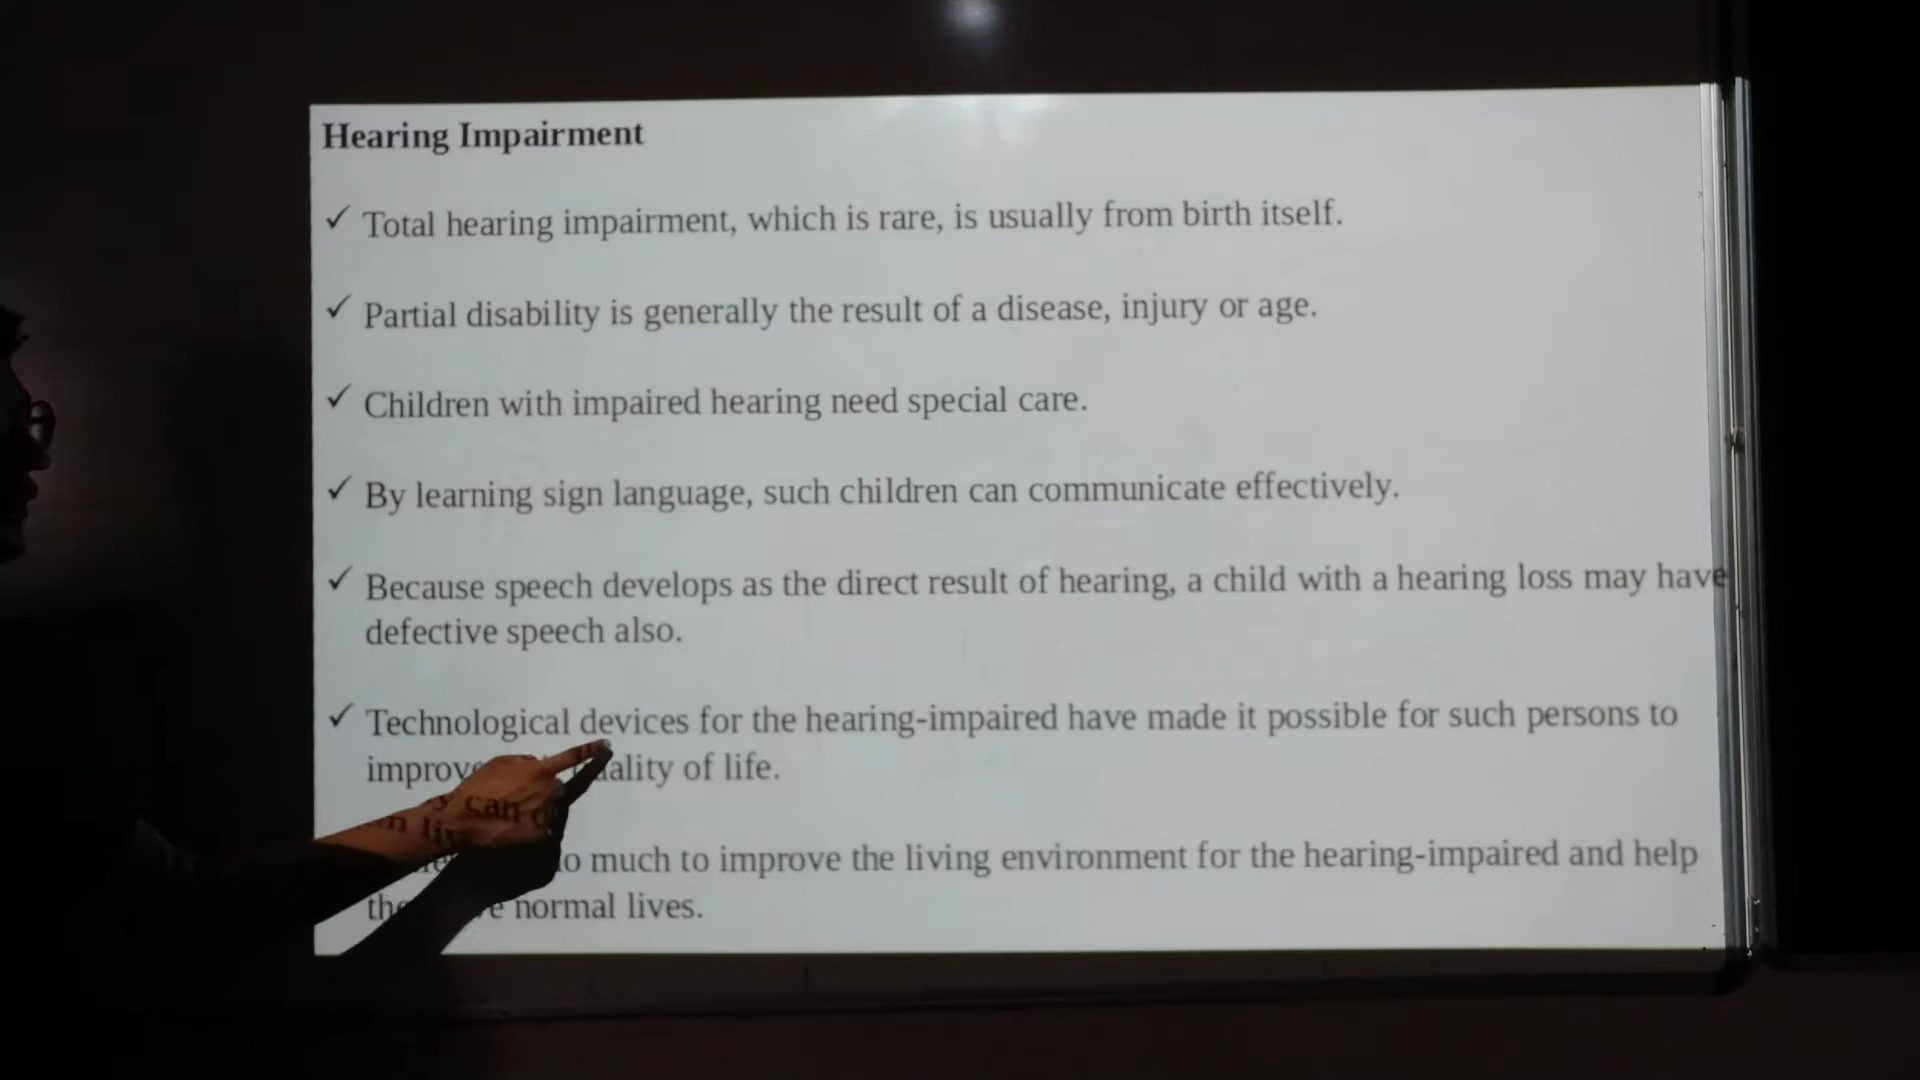 Hearing Impairment
✓ Total hearing impairment, which is rare, is usually from birth itself.
✓ Partial disability is generally the result of a disease, injury or age.
✓ Children with impaired hearing need special care.
✓ By learning sign language, such children can communicate effectively.
✓ Because speech develops as the direct result of hearing, a child with a hearing loss may have
defective speech also.
✓ Technological devices for the hearing-impaired have made it possible for such persons to
improve quality of life.
can much to improve the living environment for the hearing-impaired and help
normal lives.